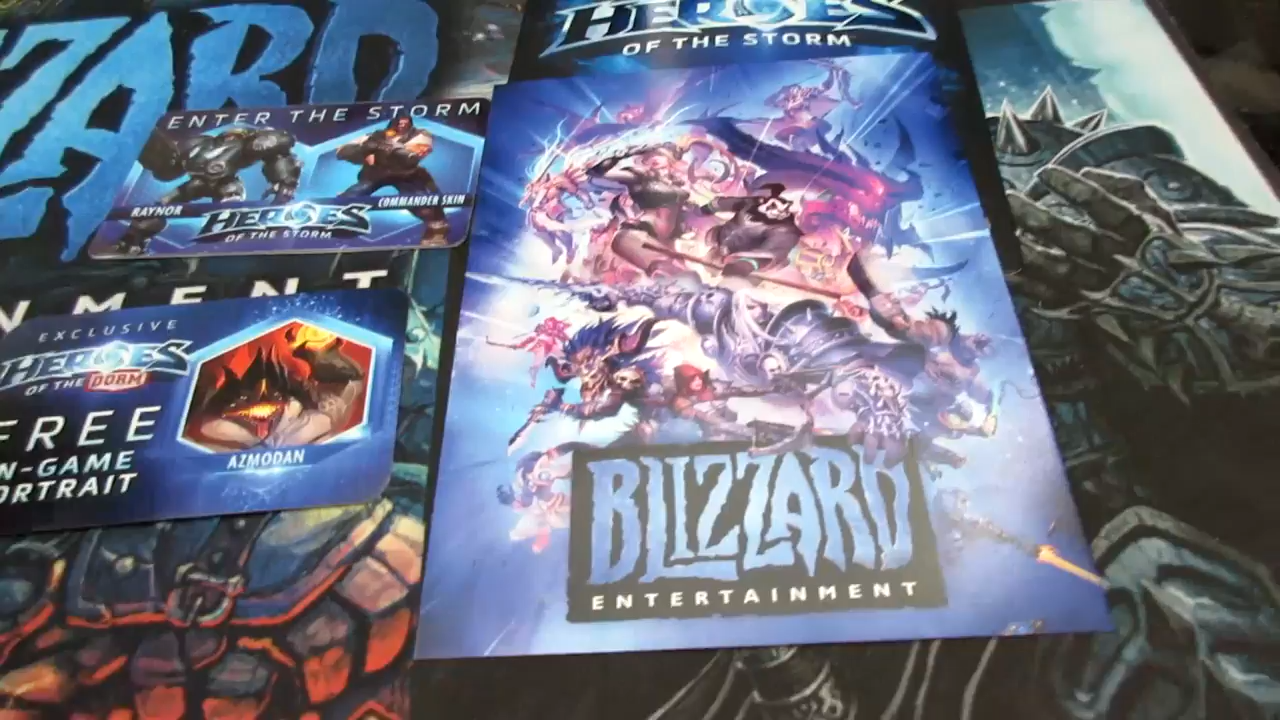 ZARD
NMENT
ENTER THE STORM
RAYNOR
COMMANDER SKIN
HEROES
OF THE STORM
EXCLUSIVE
HEROES
OF THE DORM
FREE
N-GAME
ORTRAIT
AZMODAN
HEROES
OF THE STORM
BLIZZARD
ENTERTAINMENT